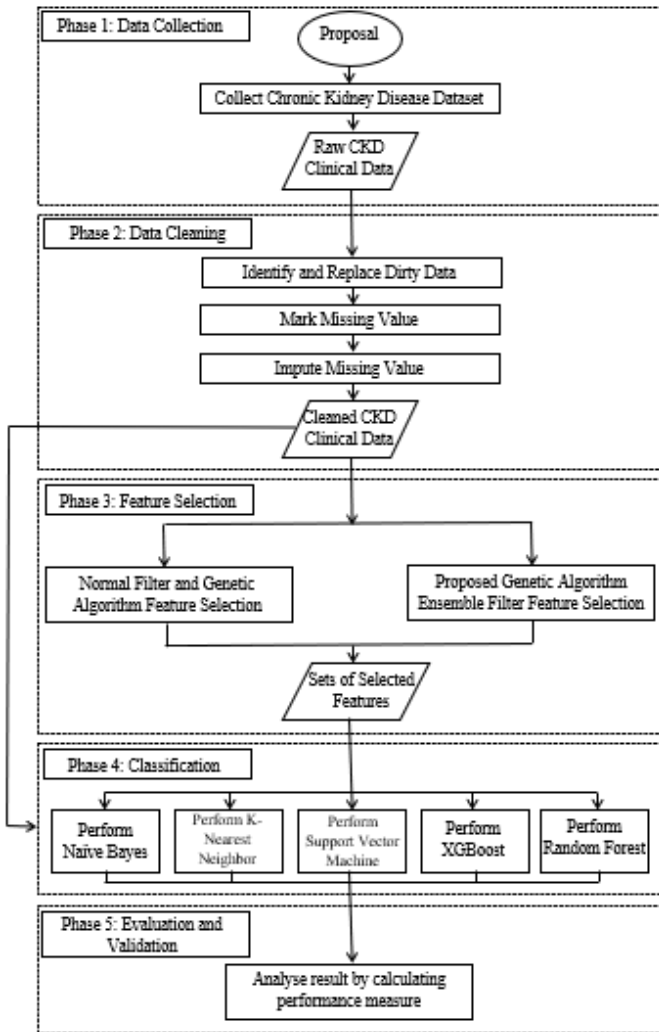 Phase 1: Data Collection
Proposal
Collect Chronic Kidney Disease Dataset
Raw CKD
Clinical Data
Phase 2: Data Cleaning
Identify and Replace Dirty Data
Mark Missing Value
Impute Missing Value
Cleaned CKD
Clinical Data
Phase 3: Feature Selection
Normal Filter and Genetic
Algorithm Feature Selection
Proposed Genetic Algorithm
Ensemble Filter Feature Selection
Sets of Selected
Features
Phase 4: Classification
Perform
Naïve Bayes
Perform K-
Nearest
Neighbor
Perform
Support Vector
Machine
Perform
XGBoost
Perform
Random Forest
Phase 5: Evaluation and
Validation
Analyse result by calculating
performance measure